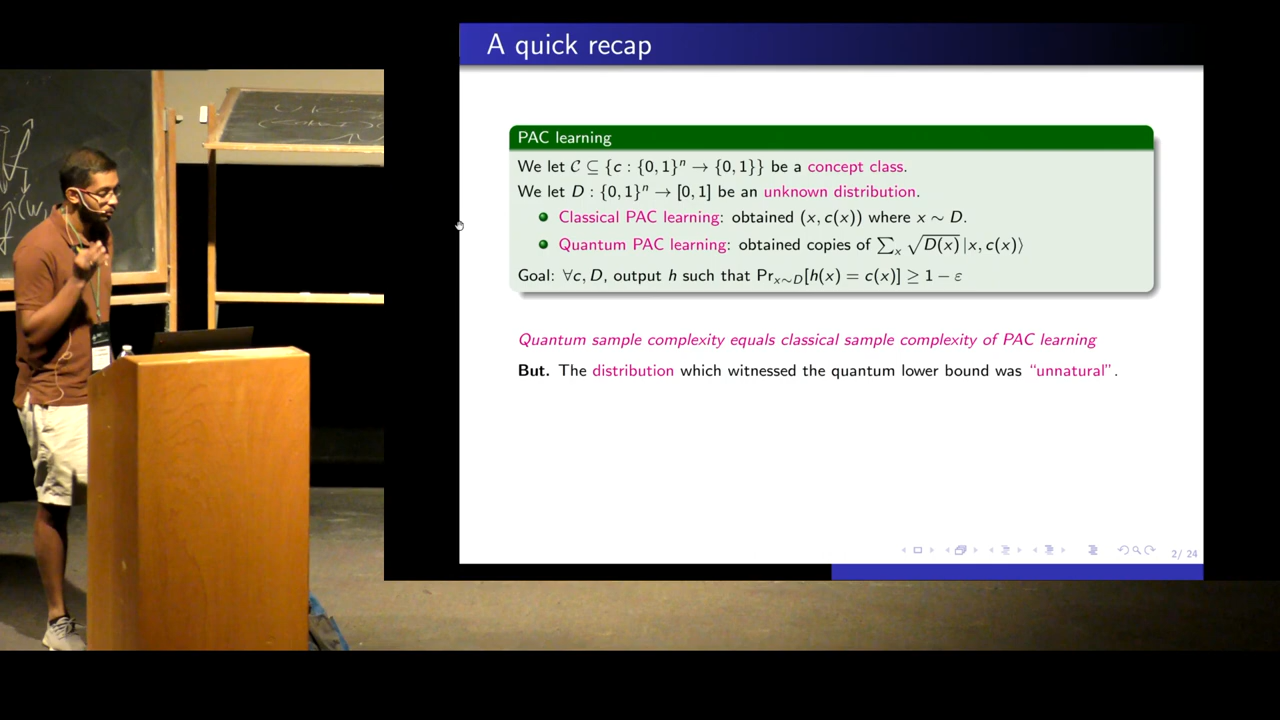 A quick recap
PAC learning
We let 𝒞 ⊆ {c : {0, 1}ⁿ → {0, 1}} be a concept class.
We let D : {0, 1}ⁿ → [0, 1] be an unknown distribution.
Classical PAC learning: obtained (x, c(x)) where x ∼ D.
Quantum PAC learning: obtained copies of ∑ₓ √D(x) |x, c(x)⟩
Goal: ∀c, D, output h such that Prₓ∼D[h(x) = c(x)] ≥ 1 − ε
Quantum sample complexity equals classical sample complexity of PAC learning
But. The distribution which witnessed the quantum lower bound was “unnatural”.
2/ 24